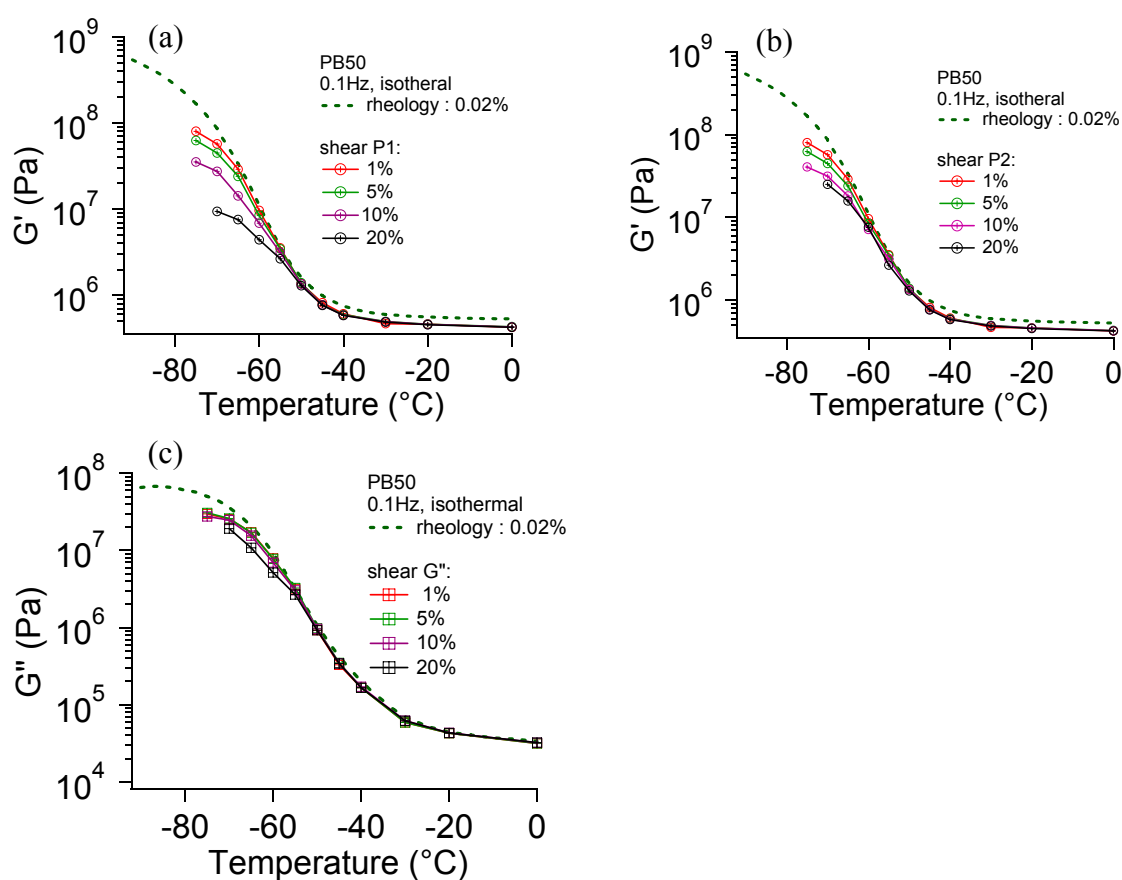 (a)
PB50
0.1Hz, isotheral
rheology : 0.02%
shear P1:
1%
5%
10%
20%
G' (Pa)
10^9
10^8
10^7
10^6
-80 -60 -40 -20 0
Temperature (°C)
(b)
PB50
0.1Hz, isotheral
rheology : 0.02%
shear P2:
1%
5%
10%
20%
G' (Pa)
10^9
10^8
10^7
10^6
-80 -60 -40 -20 0
Temperature (°C)
(c)
PB50
0.1Hz, isothermal
rheology : 0.02%
shear G":
1%
5%
10%
20%
G" (Pa)
10^8
10^7
10^6
10^5
10^4
-80 -60 -40 -20 0
Temperature (°C)